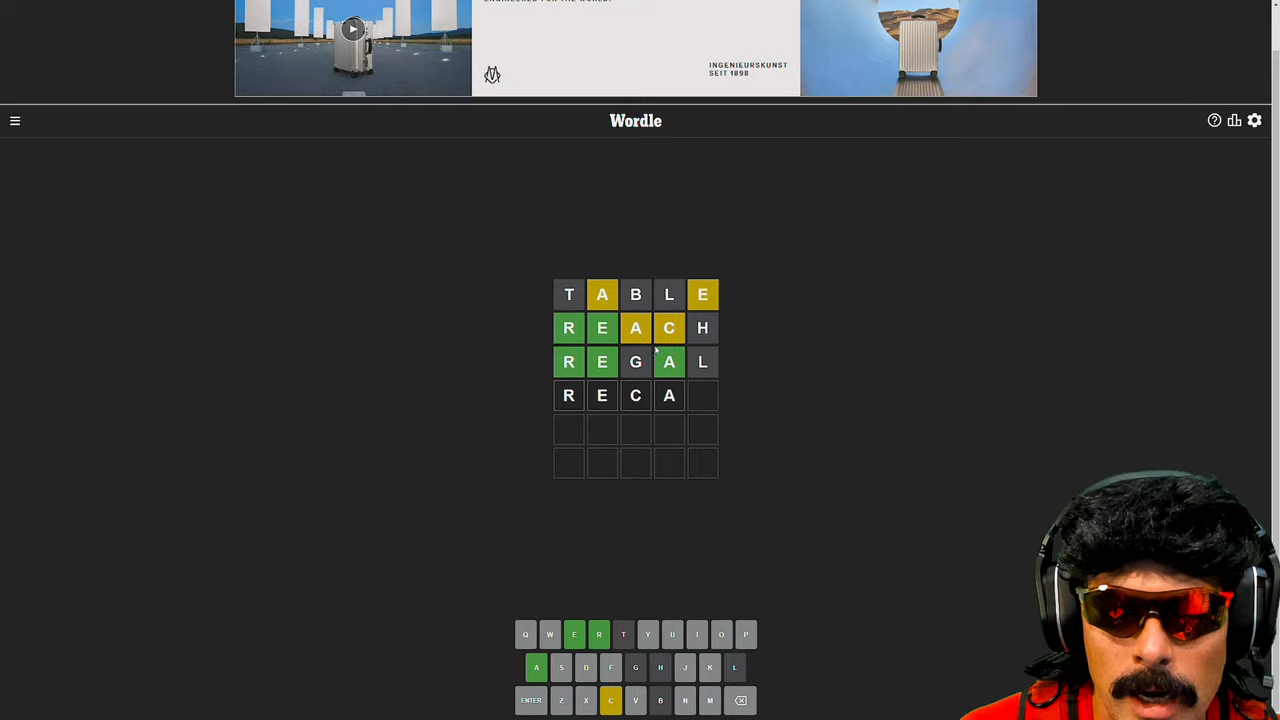 INGENIEURSKUNST
SEIT 1898
Wordle
T A B L E
R E A C H
R E G A L
R E C A
Q W E R T Y U I O P
A S D F G H J K L
ENTER Z X C V B N M